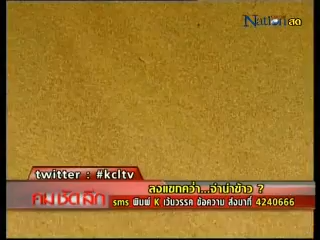 Nation สด
twitter : #kcltv
ลงแขกคว่ำ...จำนำข้าว ?
คม ชัด ลึก
sms พิมพ์ K เว้นวรรค ข้อความ ส่งมาที่ 4240666